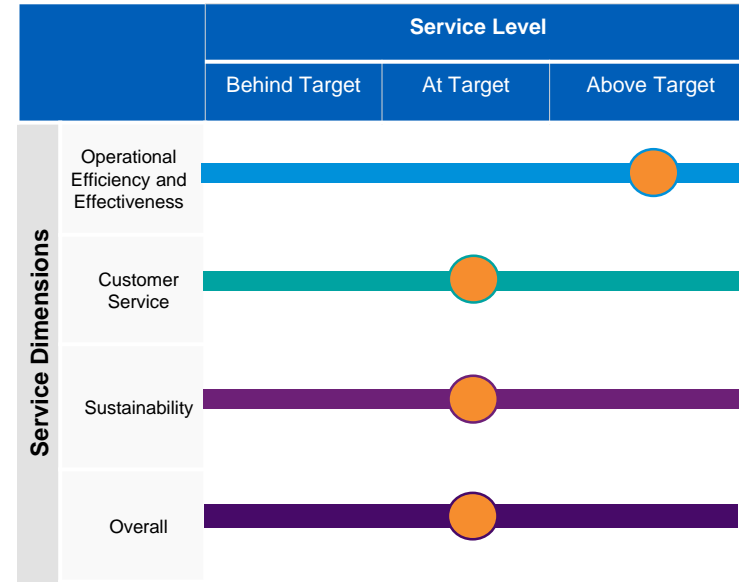 Service Level
Behind Target
At Target
Above Target
Service Dimensions
Operational
Efficiency and
Effectiveness
Customer
Service
Sustainability
Overall